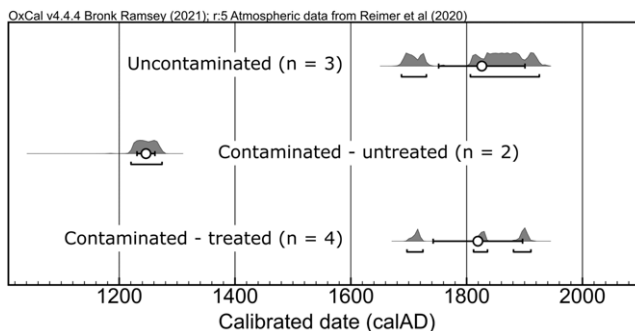 OxCal v4.4.4 Bronk Ramsey (2021); r:5 Atmospheric data from Reimer et al (2020)
Uncontaminated (n = 3)
Contaminated - untreated (n = 2)
Contaminated - treated (n = 4)
1200 1400 1600 1800 2000
Calibrated date (calAD)